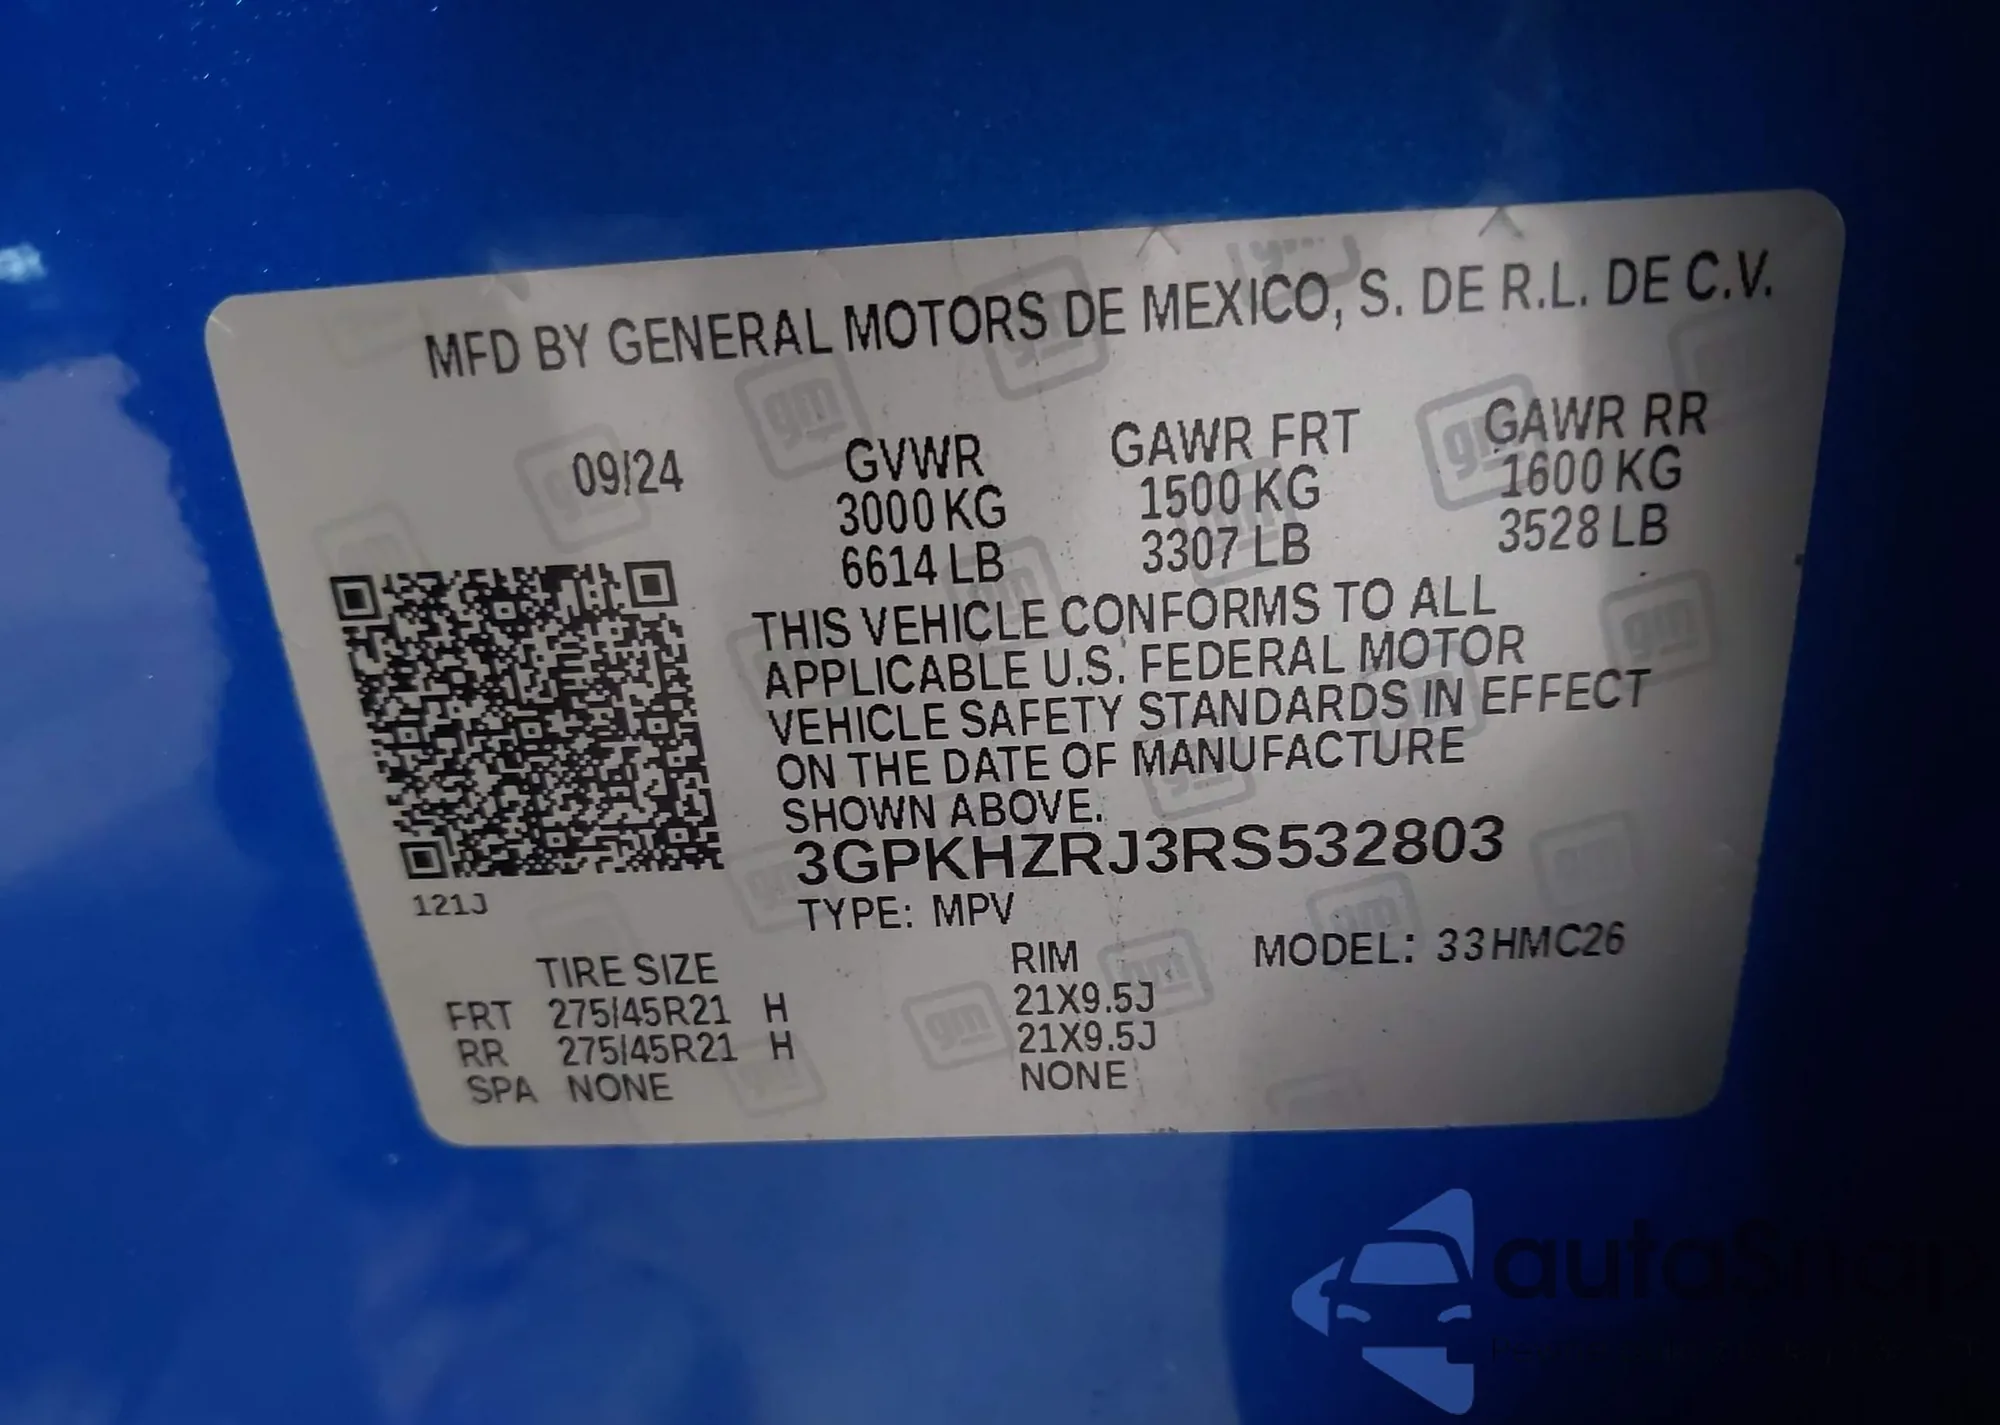 MFD BY GENERAL MOTORS DE MEXICO, S. DE R.L. DE C.V.
09/24
GVWR
3000 KG
6614 LB
GAWR FRT
1500 KG
3307 LB
GAWR RR
1600 KG
3528 LB
THIS VEHICLE CONFORMS TO ALL
APPLICABLE U.S. FEDERAL MOTOR
VEHICLE SAFETY STANDARDS IN EFFECT
ON THE DATE OF MANUFACTURE
SHOWN ABOVE.
3GPKHZRJ3RS532803
TYPE: MPV
121J
MODEL: 33HMC26
TIRE SIZE RIM
FRT 275/45R21 H 21X9.5J
RR 275/45R21 H 21X9.5J
SPA NONE NONE
gm
autoSnap